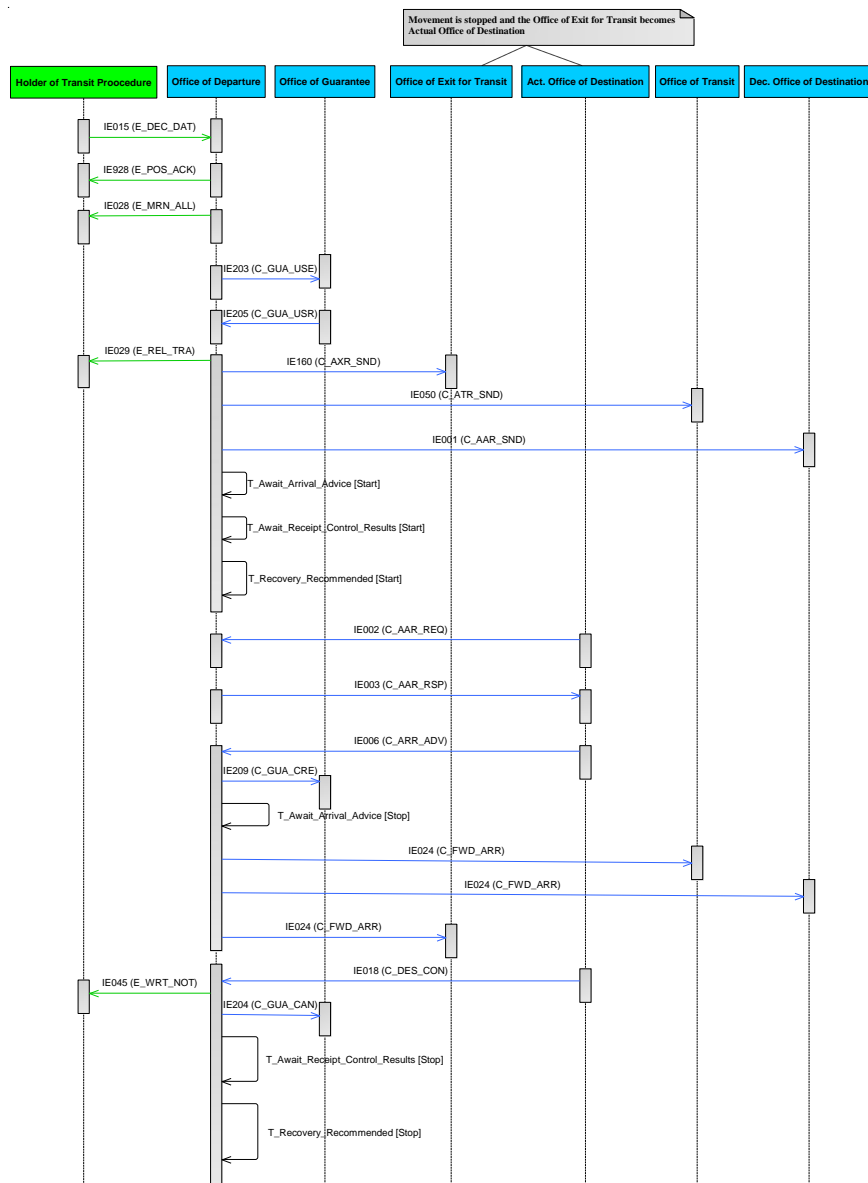 Movement is stopped and the Office of Exit for Transit becomes
Actual Office of Destination
Holder of Transit Proocedure
Office of Departure
Office of Guarantee
Office of Exit for Transit
Act. Office of Destination
Office of Transit
Dec. Office of Destination
IE015 (E_DEC_DAT)
IE928 (E_POS_ACK)
IE028 (E_MRN_ALL)
IE203 (C_GUA_USE)
IE205 (C_GUA_USR)
IE029 (E_REL_TRA)
IE160 (C_AXR_SND)
IE050 (C_ATR_SND)
IE001 (C_AAR_SND)
T_Await_Arrival_Advice [Start]
T_Await_Receipt_Control_Results [Start]
T_Recovery_Recommended [Start]
IE002 (C_AAR_REQ)
IE003 (C_AAR_RSP)
IE006 (C_ARR_ADV)
IE209 (C_GUA_CRE)
T_Await_Arrival_Advice [Stop]
IE024 (C_FWD_ARR)
IE024 (C_FWD_ARR)
IE024 (C_FWD_ARR)
IE018 (C_DES_CON)
IE045 (E_WRT_NOT)
IE204 (C_GUA_CAN)
T_Await_Receipt_Control_Results [Stop]
T_Recovery_Recommended [Stop]